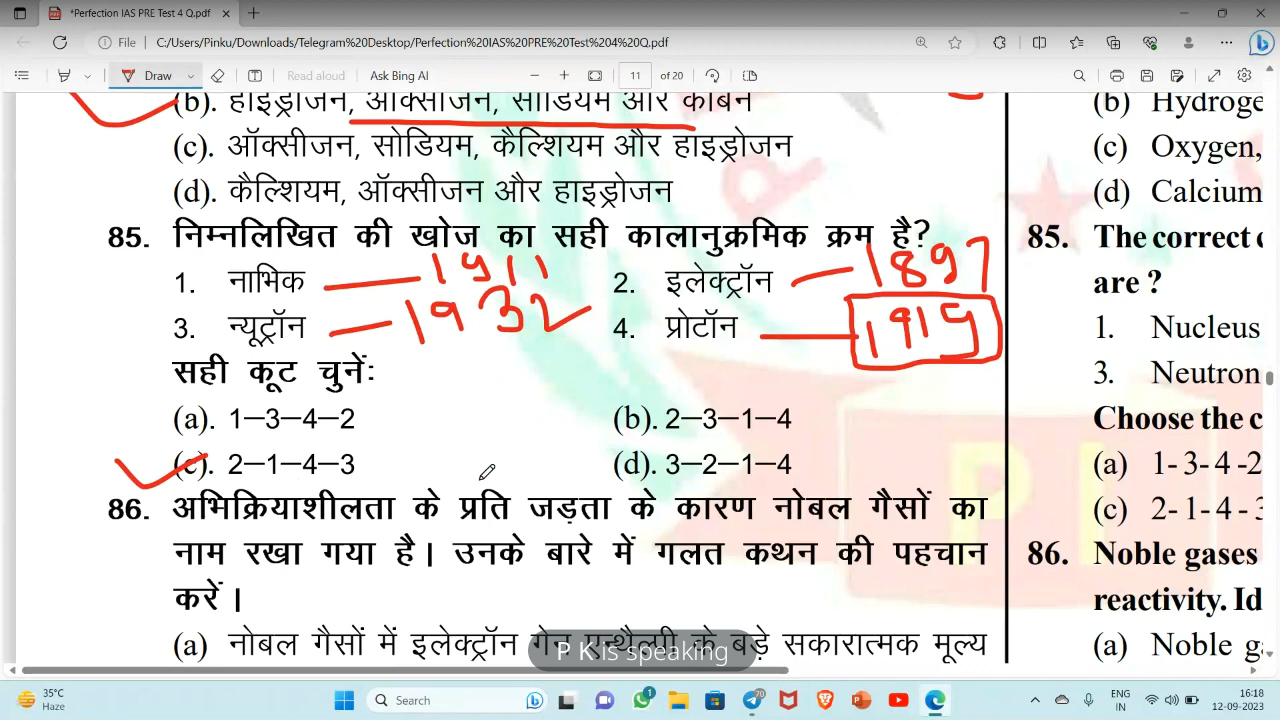 *Perfection IAS PRE Test 4 Q.pdf
File C:/Users/Pinku/Downloads/Telegram%20Desktop/Perfection%20IAS%20PRE%20Test%204%20Q.pdf
Draw Read aloud Ask Bing AI 11 of 20
(b). हाइड्रोजन, ऑक्सीजन, सोडियम और कार्बन
(b) Hydroge
(c). ऑक्सीजन, सोडियम, कैल्शियम और हाइड्रोजन
(c) Oxygen,
(d). कैल्शियम, ऑक्सीजन और हाइड्रोजन
(d) Calcium
85. निम्नलिखित की खोज का सही कालानुक्रमिक क्रम है?
85. The correct c
are ?
1. नाभिक 1911 2. इलेक्ट्रॉन 1897
1. Nucleus
3. न्यूट्रॉन 1932 4. प्रोटॉन 1919
3. Neutron
सही कूट चुनें:
Choose the c
(a). 1–3–4–2 (b). 2–3–1–4
(a) 1- 3- 4 -2
(c). 2–1–4–3 (d). 3–2–1–4
(c) 2- 1- 4 - 3
86. अभिक्रियाशीलता के प्रति जड़ता के कारण नोबल गैसों का
नाम रखा गया है। उनके बारे में गलत कथन की पहचान
करें।
86. Noble gases
reactivity. Id
(a) नोबल गैसों में इलेक्ट्रॉन गेन एन्थैल्पी के बड़े सकारात्मक मूल्य
(a) Noble g
P K is speaking
35°C
Haze
Search
1
70
ENG
IN
16:18
12-09-2023